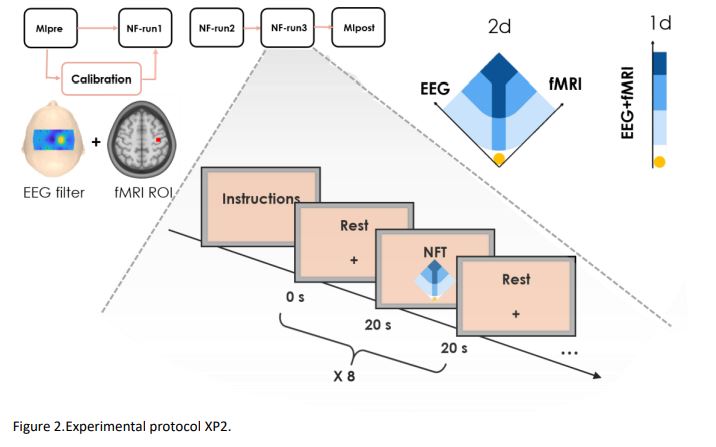 MIpre
NF-run1
NF-run2
NF-run3
MIpost
Calibration
EEG filter
+
fMRI ROI
2d
EEG
fMRI
1d
EEG+fMRI
Instructions
Rest
+
NFT
Rest
+
0 s
20 s
20 s
...
X 8
Figure 2.Experimental protocol XP2.